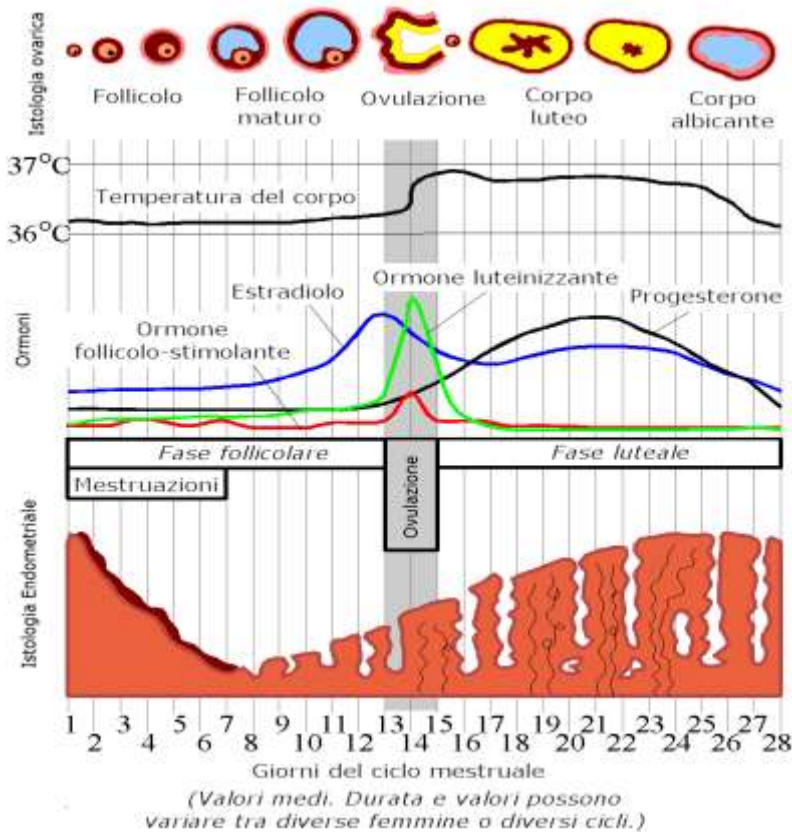 Istologia ovarica
Follicolo
Follicolo
maturo
Ovulazione
Corpo
luteo
Corpo
albicante
37°C
Temperatura del corpo
36°C
Ormoni
Estradiolo
Ormone luteinizzante
Progesterone
Ormone
follicolo-stimolante
Fase follicolare
Fase luteale
Mestruazioni
Ovulazione
Istologia Endometriale
1 3 5 7 9 11 13 15 17 19 21 23 25 27
2 4 6 8 10 12 14 16 18 20 22 24 26 28
Giorni del ciclo mestruale
(Valori medi. Durata e valori possono
variare tra diverse femmine o diversi cicli.)